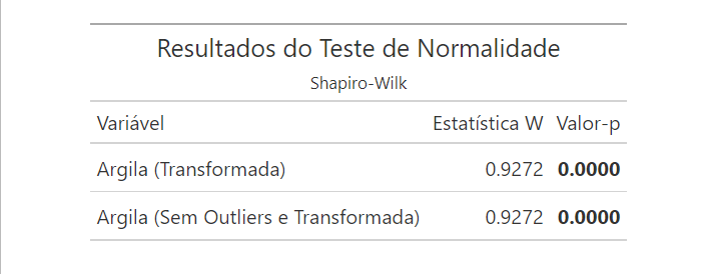 Resultados do Teste de Normalidade
Shapiro-Wilk
Variável Estatística W Valor-p
Argila (Transformada) 0.9272 0.0000
Argila (Sem Outliers e Transformada) 0.9272 0.0000